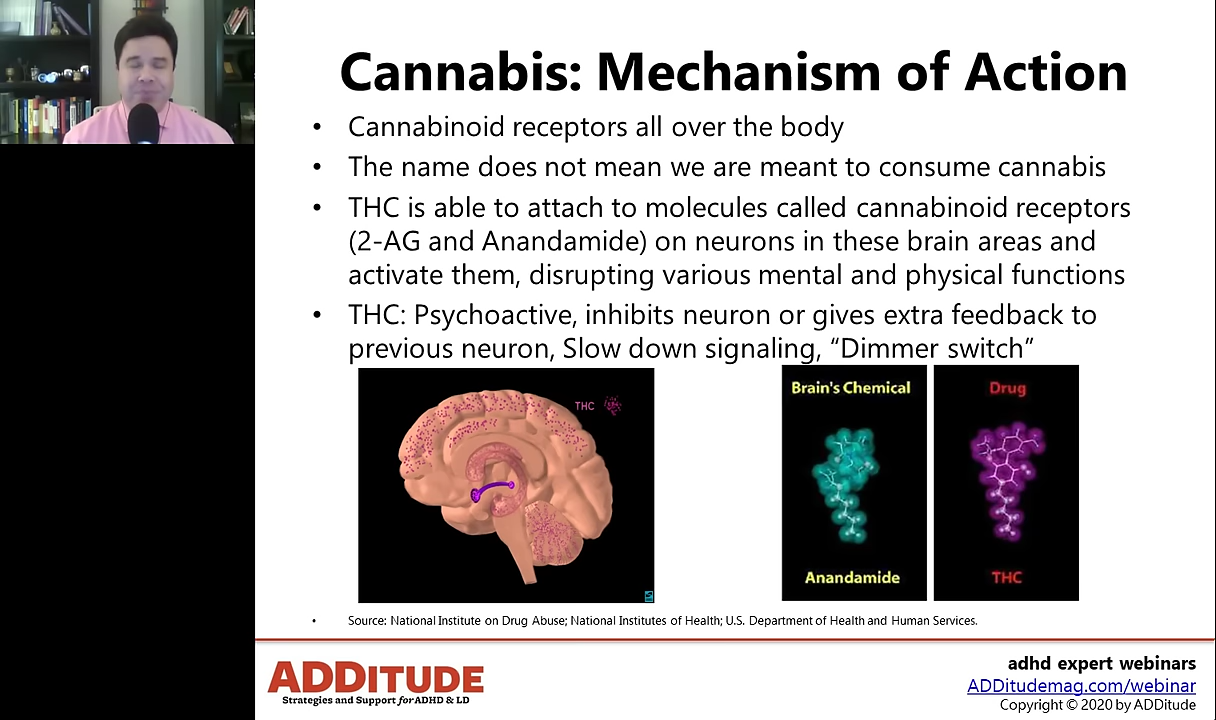 Cannabis: Mechanism of Action
• Cannabinoid receptors all over the body
• The name does not mean we are meant to consume cannabis
• THC is able to attach to molecules called cannabinoid receptors
(2-AG and Anandamide) on neurons in these brain areas and
activate them, disrupting various mental and physical functions
• THC: Psychoactive, inhibits neuron or gives extra feedback to
previous neuron, Slow down signaling, “Dimmer switch”
THC
Brain's Chemical
Anandamide
Drug
THC
• Source: National Institute on Drug Abuse; National Institutes of Health; U.S. Department of Health and Human Services.
ADDITUDE
Strategies and Support for ADHD & LD
adhd expert webinars
ADDitudemag.com/webinar
Copyright © 2020 by ADDitude